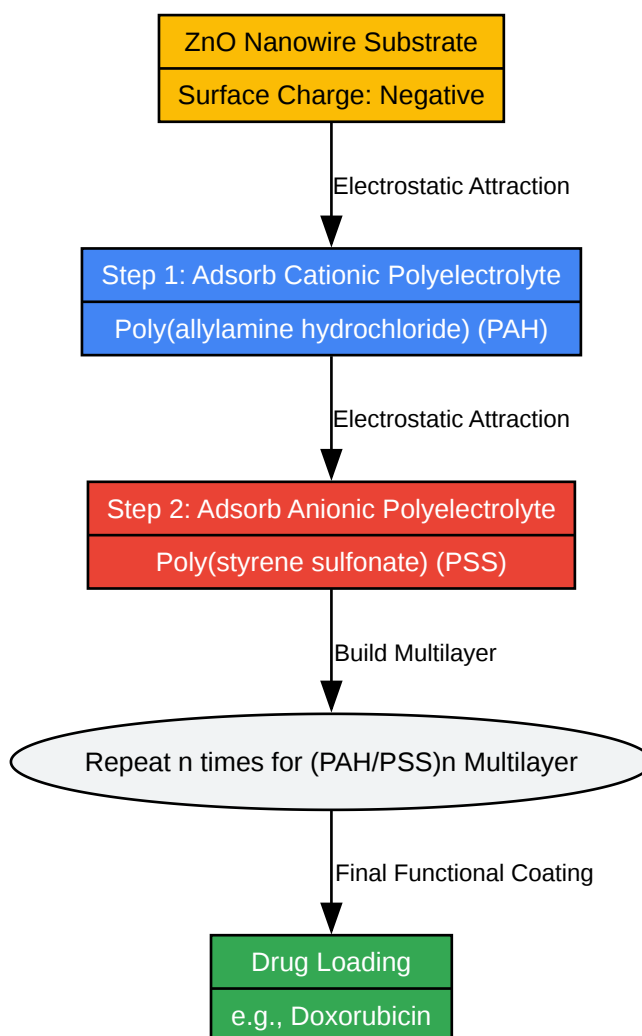 ZnO Nanowire Substrate
Surface Charge: Negative
Electrostatic Attraction
Step 1: Adsorb Cationic Polyelectrolyte
Poly(allylamine hydrochloride) (PAH)
Electrostatic Attraction
Step 2: Adsorb Anionic Polyelectrolyte
Poly(styrene sulfonate) (PSS)
Build Multilayer
Repeat n times for (PAH/PSS)n Multilayer
Final Functional Coating
Drug Loading
e.g., Doxorubicin